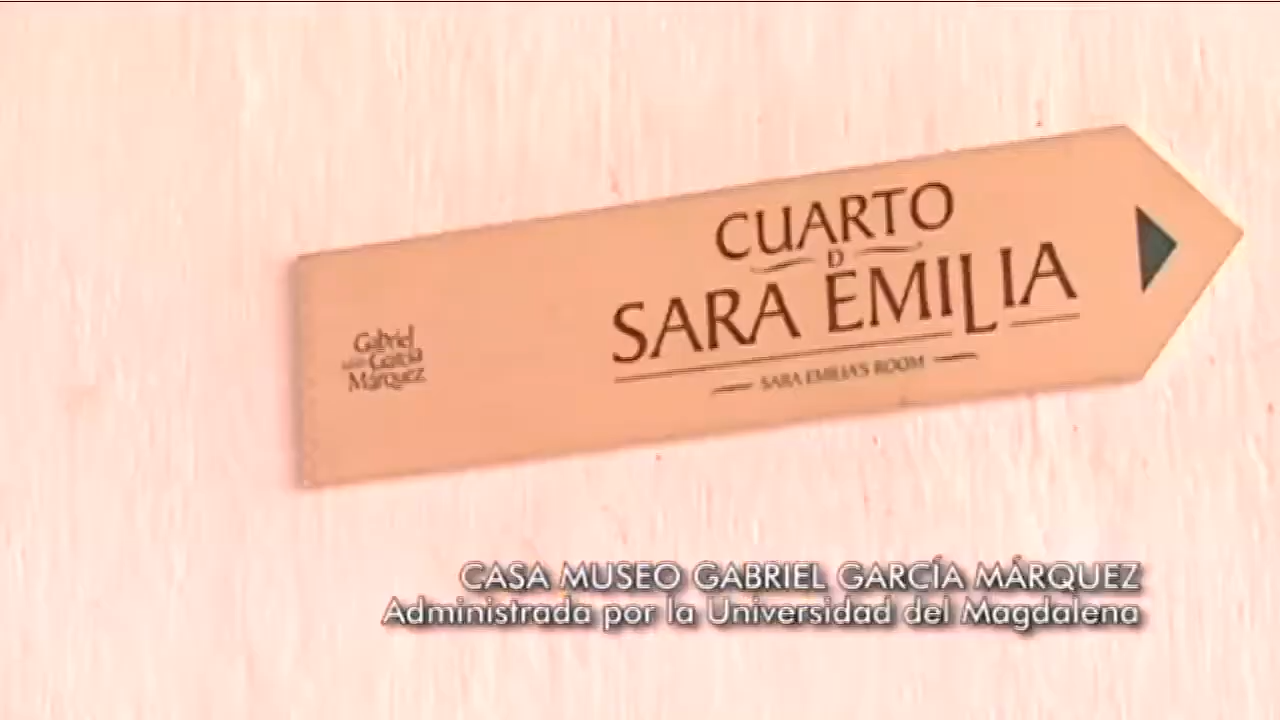 CUARTO
D
SARA EMILIA
SARA EMILIA'S ROOM
Gabriel
García
Márquez
CASA MUSEO GABRIEL GARCÍA MÁRQUEZ
Administrada por la Universidad del Magdalena